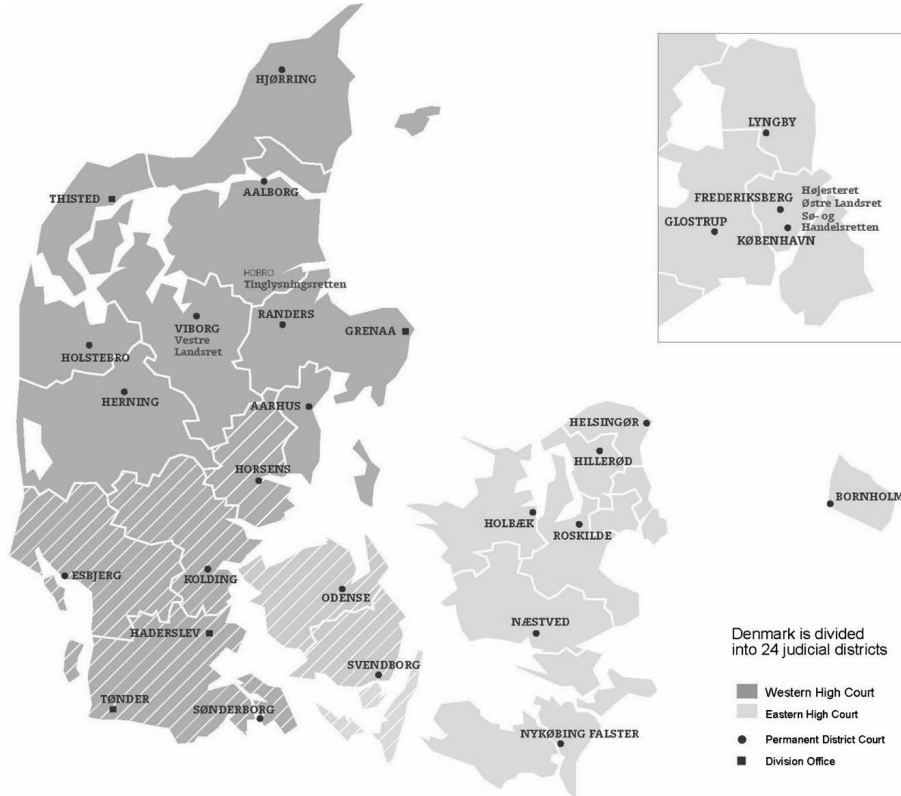 HJØRRING
THISTED
AALBORG
HOBRO
Tinglysningsretten
RANDERS
VIBORG
Vestre
Landsret
GRENAA
HOLSTEBRO
HERNING
AARHUS
HORSENS
ESBJERG
KOLDING
ODENSE
HADERSLEV
SVENDBORG
TØNDER
SØNDERBORG
HELSINGØR
HILLERØD
HOLBÆK
ROSKILDE
NÆSTVED
NYKØBING FALSTER
BORNHOLM
LYNGBY
FREDERIKSBERG
GLOSTRUP
KØBENHAVN
Højesteret
Østre Landsret
Sø- og
Handelsretten
Denmark is divided
into 24 judicial districts
Western High Court
Eastern High Court
Permanent District Court
Division Office